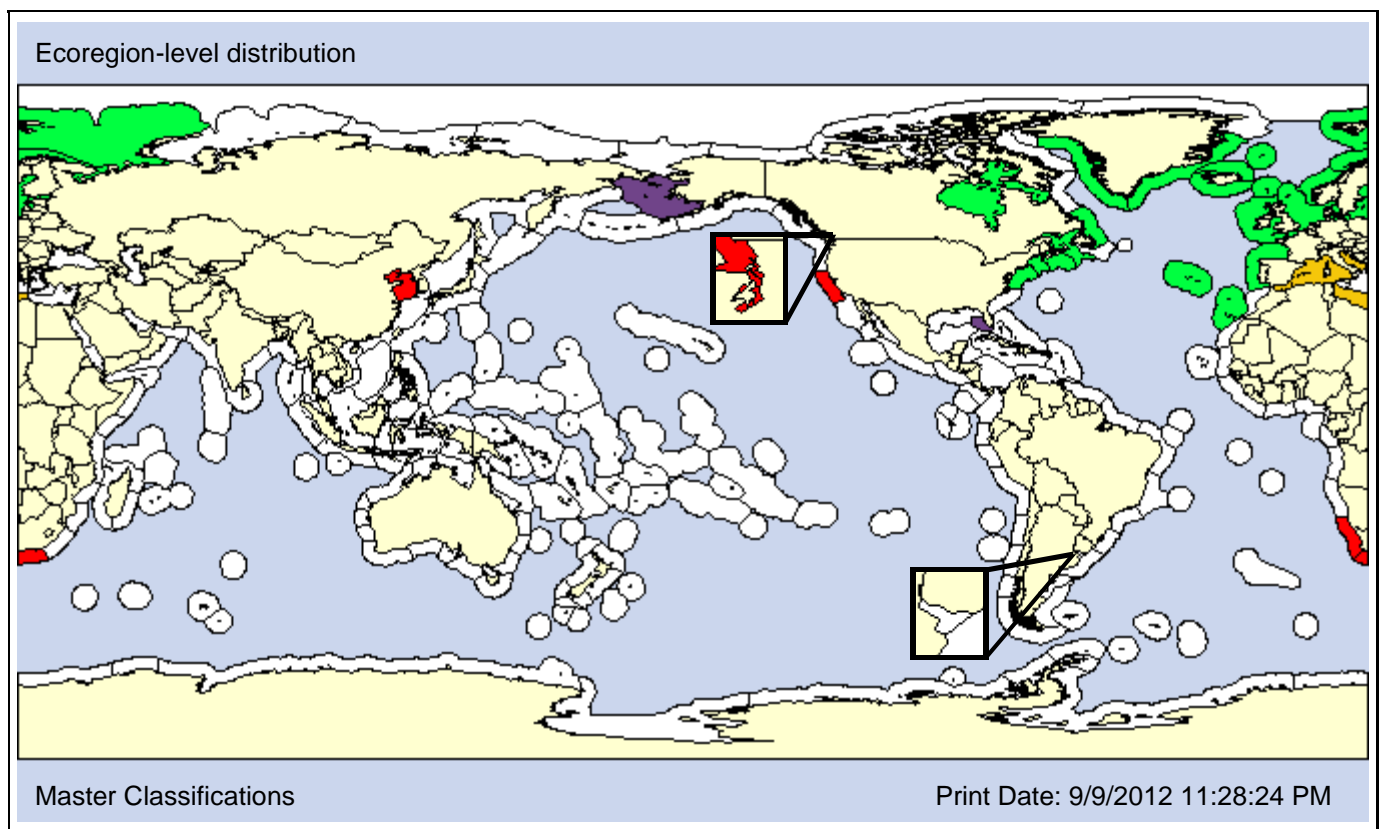 Ecoregion-level distribution
Master Classifications
Print Date: 9/9/2012 11:28:24 PM